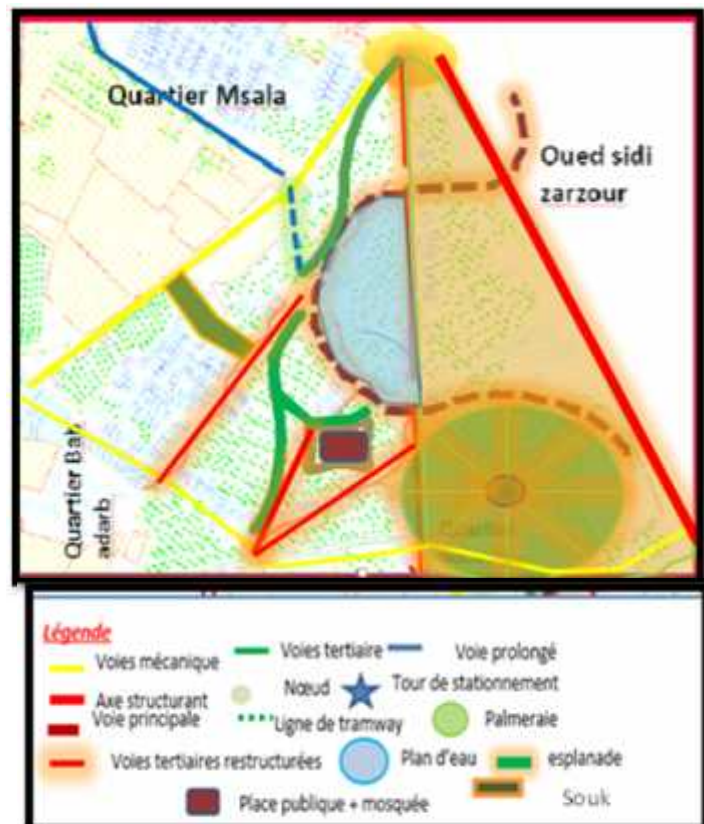 Quartier Msala
Oued sidi
zarzour
Quartier Bab
adarb
Légende
Voies mécanique
Voies tertiaire
Voie prolongé
Axe structurant
Nœud
Tour de stationnement
Voie principale
Ligne de tramway
Palmeraie
Voies tertiaires restructurées
Plan d'eau
esplanade
Place publique + mosquée
Souk